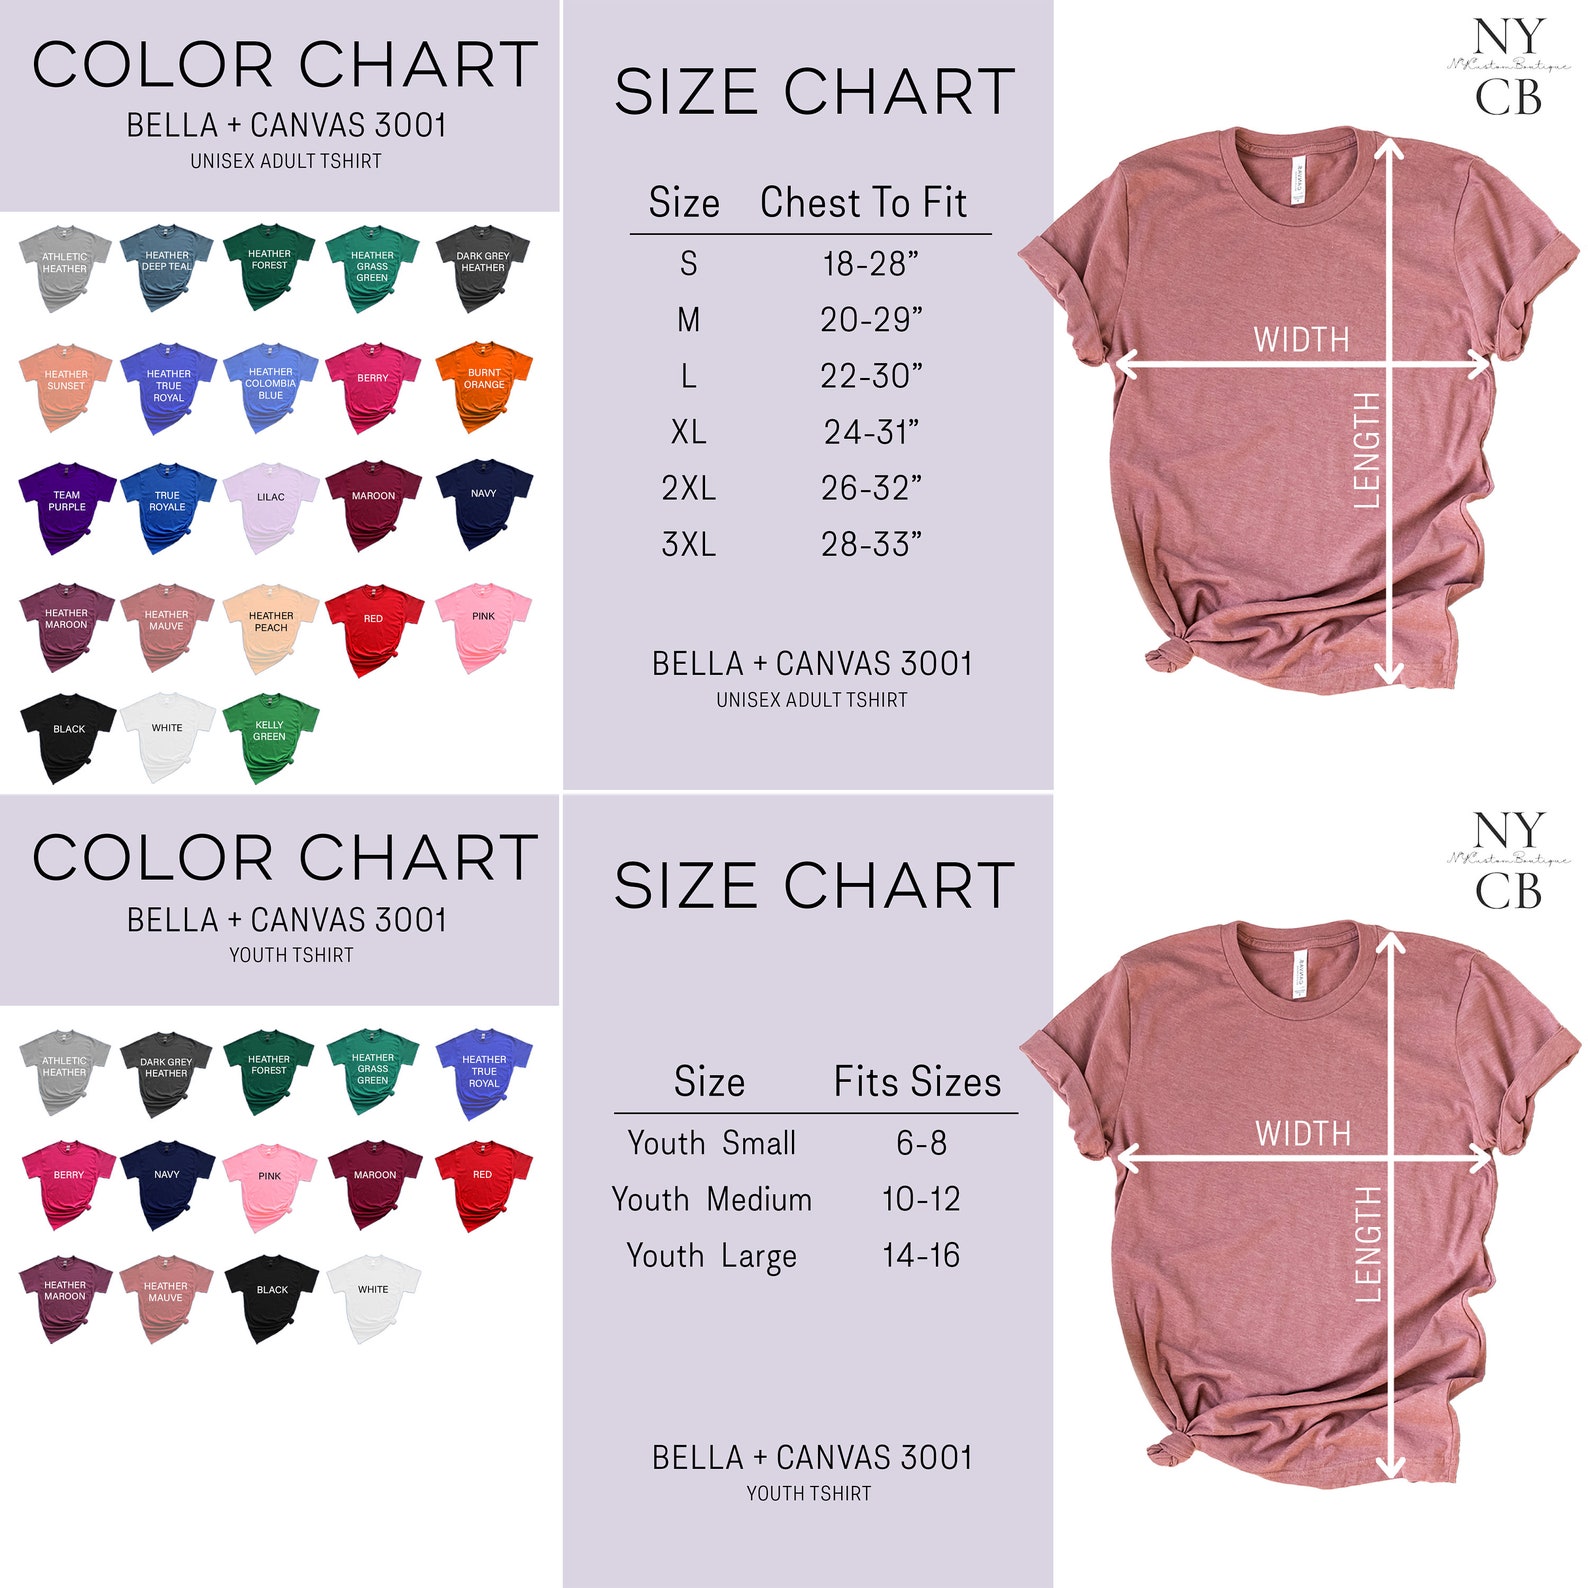 COLOR CHART
BELLA + CANVAS 3001
UNISEX ADULT TSHIRT
ATHLETIC
HEATHER
HEATHER
DEEP TEAL
HEATHER
FOREST
HEATHER
GRASS
GREEN
DARK GREY
HEATHER
HEATHER
SUNSET
HEATHER
TRUE
ROYAL
HEATHER
COLOMBIA
BLUE
BERRY
BURNT
ORANGE
TEAM
PURPLE
TRUE
ROYALE
LILAC
MAROON
NAVY
HEATHER
MAROON
HEATHER
MAUVE
HEATHER
PEACH
RED
PINK
BLACK
WHITE
KELLY
GREEN
SIZE CHART
Size Chest To Fit
S 18-28”
M 20-29”
L 22-30”
XL 24-31”
2XL 26-32”
3XL 28-33”
BELLA + CANVAS 3001
UNISEX ADULT TSHIRT
NY
NYCustomBoutique
CB
WIDTH
LENGTH
COLOR CHART
BELLA + CANVAS 3001
YOUTH TSHIRT
ATHLETIC
HEATHER
DARK GREY
HEATHER
HEATHER
FOREST
HEATHER
GRASS
GREEN
HEATHER
TRUE
ROYAL
BERRY
NAVY
PINK
MAROON
RED
HEATHER
MAROON
HEATHER
MAUVE
BLACK
WHITE
SIZE CHART
Size Fits Sizes
Youth Small 6-8
Youth Medium 10-12
Youth Large 14-16
BELLA + CANVAS 3001
YOUTH TSHIRT
NY
NYCustomBoutique
CB
WIDTH
LENGTH